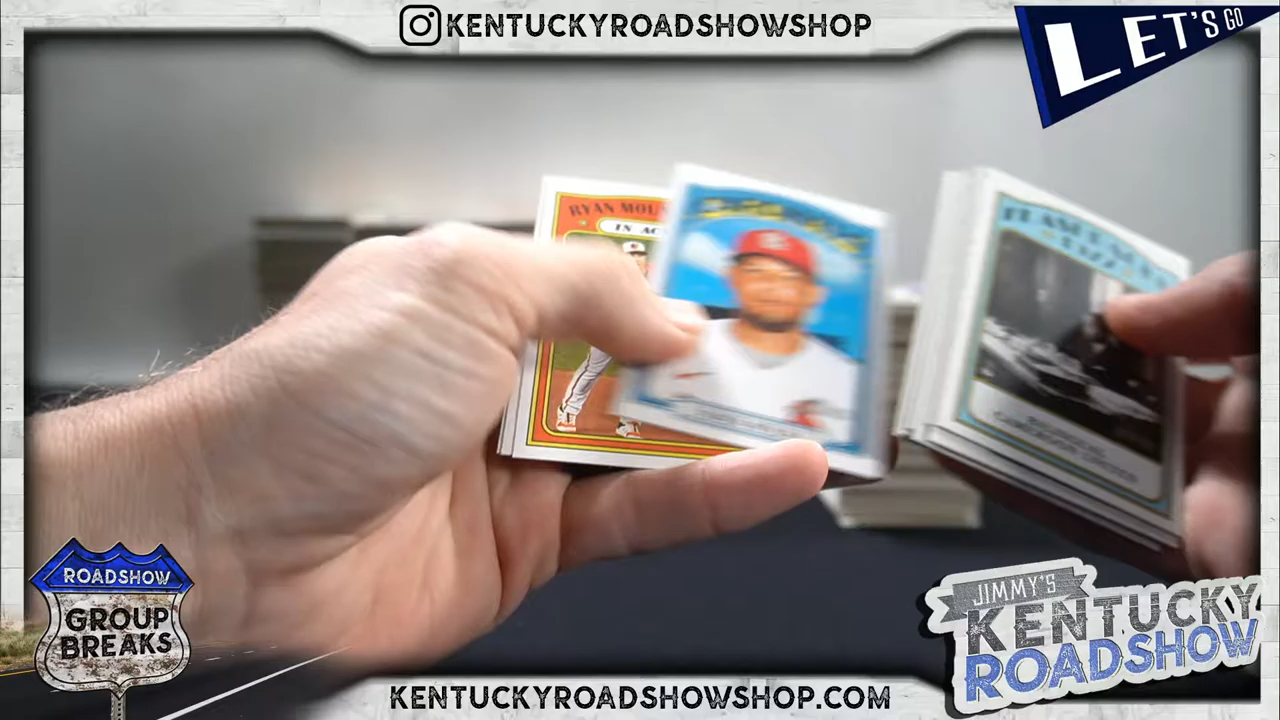 KENTUCKYROADSHOWSHOP
LET'S GO
RYAN MOU
IN AC
ROADSHOW
GROUP
BREAKS
JIMMY'S
KENTUCKY
ROADSHOW
KENTUCKYROADSHOWSHOP.COM